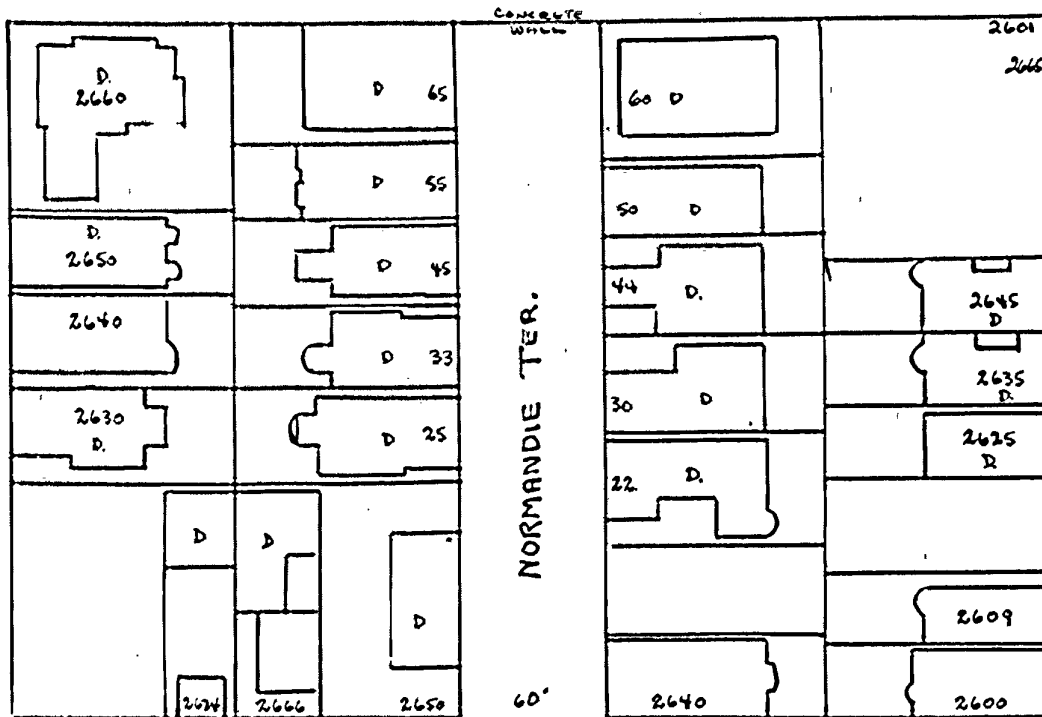 CONCRETE
WALL
2601
2665
D.
2660
D 65
60 D
D 55
50 D
D.
2650
D 45
44 D.
2645
D
2640
D 33
NORMANDIE TER.
30 D
2635
D.
2630
D.
D 25
22 D.
2625
D.
D
D
D
2609
2624
2666
2650
60'
2640
2600